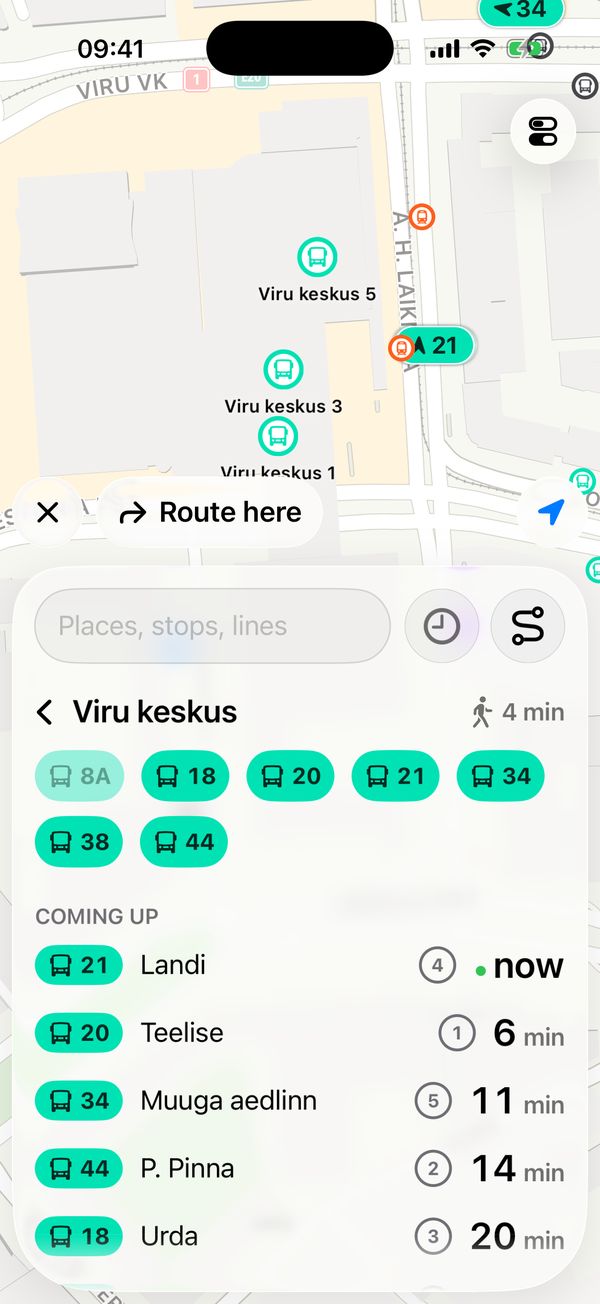 34
09:41
VIRU VK
1
E20
Viru keskus 5
A. H. LAIK
21
Viru keskus 3
Viru keskus 1
Route here
Places, stops, lines
Viru keskus
4 min
8A
18
20
21
34
38
44
COMING UP
21 Landi 4 now
20 Teelise 1 6 min
34 Muuga aedlinn 5 11 min
44 P. Pinna 2 14 min
18 Urda 3 20 min